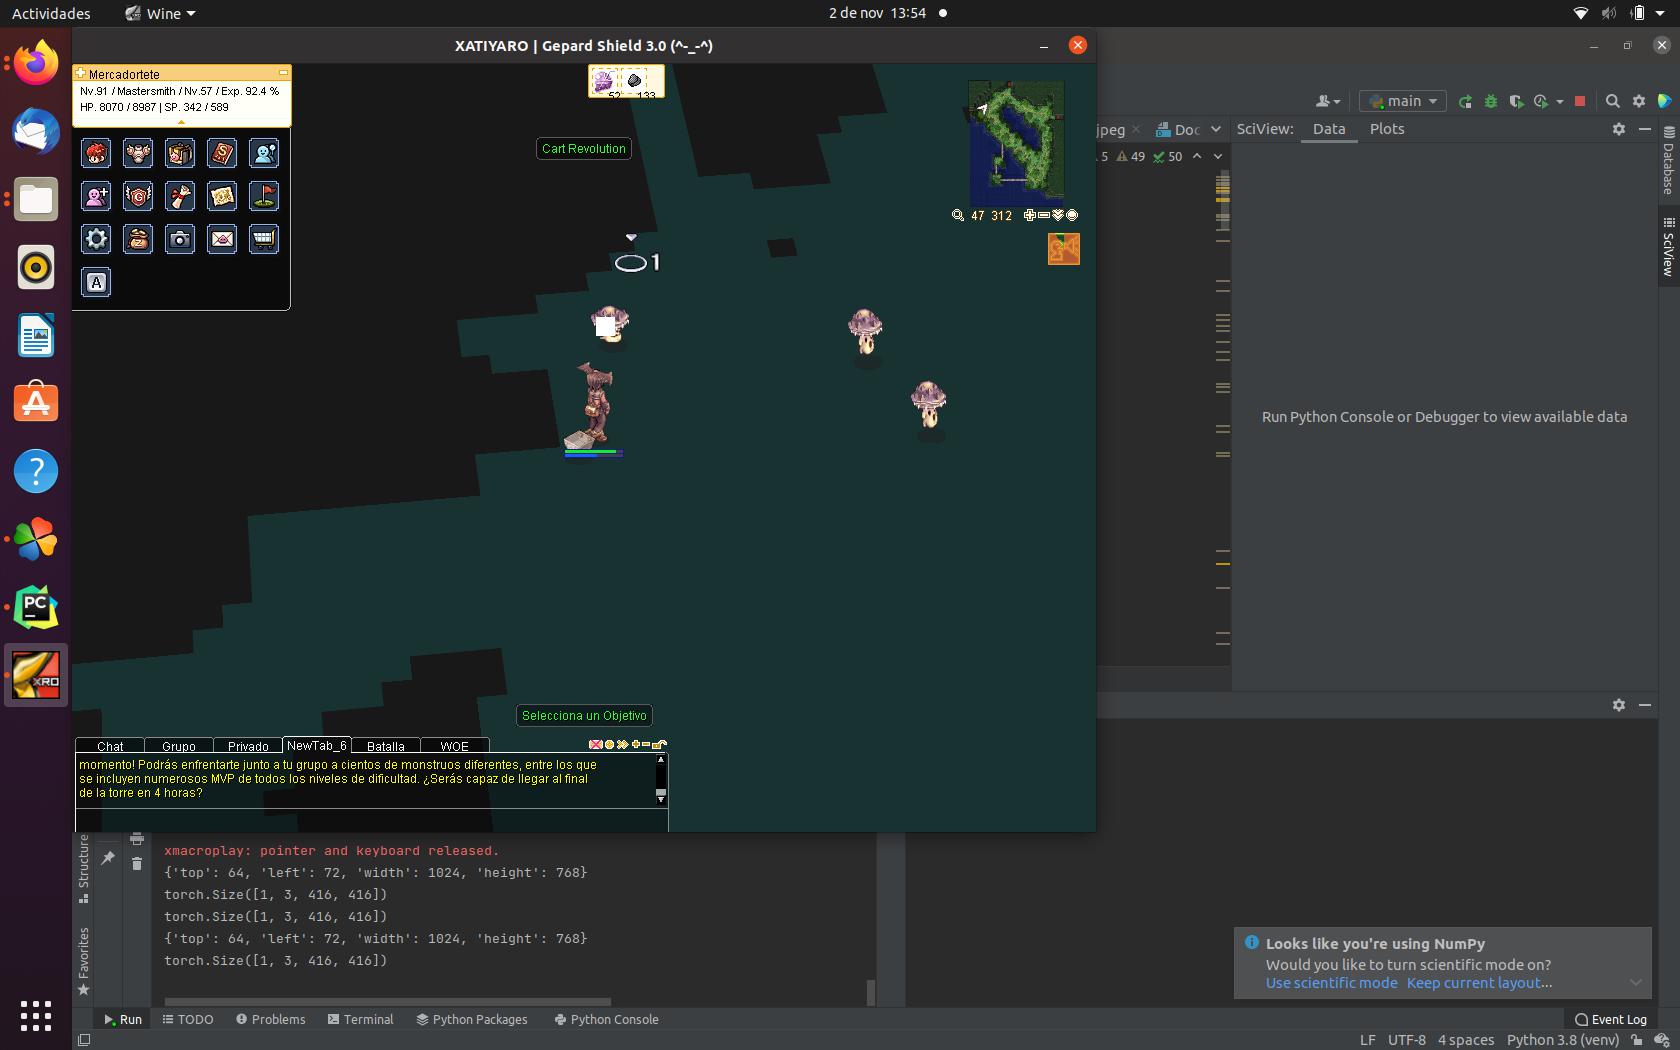 Actividades
Wine
2 de nov 13:54
XATIYARO | Gepard Shield 3.0 (^-_-^)
Mercadortete
Nv.91 / Mastersmith / Nv.57 / Exp. 92.4 %
HP. 8070 / 8987 | SP. 342 / 589
52
133
Cart Revolution
47 312
1
A
main
jpeg
Doc
SciView:
Data
Plots
5
49
50
Database
SciView
Run Python Console or Debugger to view available data
PC
XRO
Selecciona un Objetivo
Chat
Grupo
Privado
NewTab_6
Batalla
WOE
momento! Podrás enfrentarte junto a tu grupo a cientos de monstruos diferentes, entre los que
se incluyen numerosos MVP de todos los niveles de dificultad. ¿Serás capaz de llegar al final
de la torre en 4 horas?
Structure
Favorites
xmacroplay: pointer and keyboard released.
{'top': 64, 'left': 72, 'width': 1024, 'height': 768}
torch.Size([1, 3, 416, 416])
torch.Size([1, 3, 416, 416])
{'top': 64, 'left': 72, 'width': 1024, 'height': 768}
torch.Size([1, 3, 416, 416])
Looks like you're using NumPy
Would you like to turn scientific mode on?
Use scientific mode Keep current layout...
Run
TODO
Problems
Terminal
Python Packages
Python Console
Event Log
LF
UTF-8
4 spaces
Python 3.8 (venv)